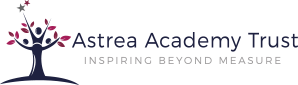 Astrea Academy Trust
INSPIRING BEYOND MEASURE